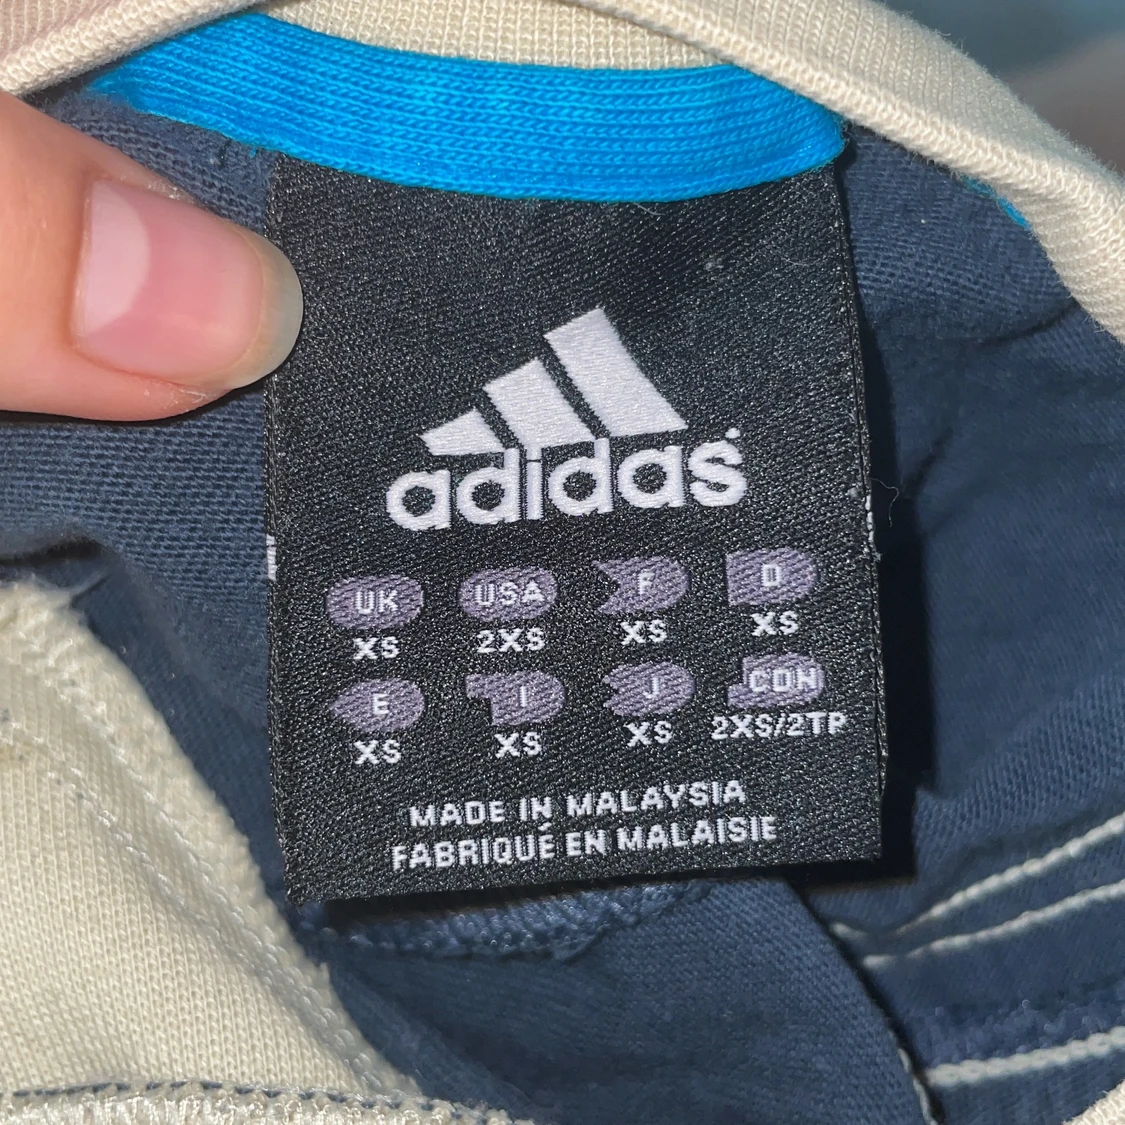 adidas
UK USA F D
XS 2XS XS XS
E I J CDN
XS XS XS 2XS/2TP
MADE IN MALAYSIA
FABRIQUÉ EN MALAISIE